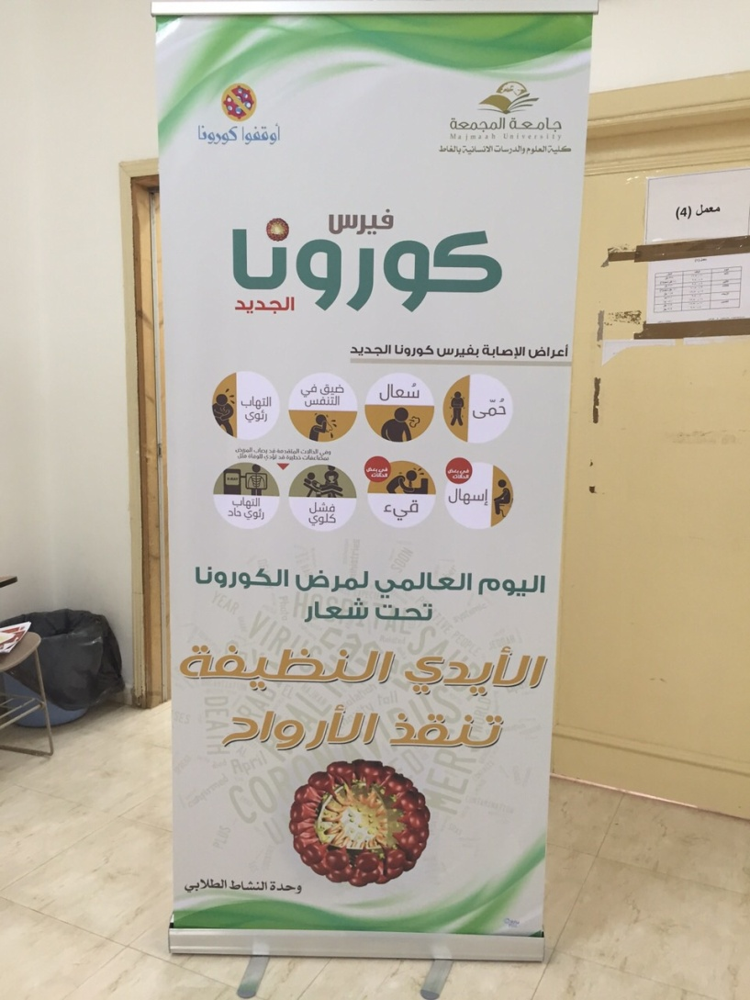 أوقفوا كورونا
جامعة المجمعة
Majmaah University
كلية العلوم والدرسات الانسانية بالغاط
معمل (4)
فيرس
كورونا
الجديد
أعراض الإصابة بفيرس كورونا الجديد
حُمّى
سُعال
ضيق في
التنفس
التهاب
رئوي
وفي الحالات المتقدمة قد يصاب المريض
بمضاعفات خطيرة قد تؤدي للوفاة مثل
في بعض
الحالات
إسهال
في بعض
الحالات
قيء
فشل
كلوي
التهاب
رئوي حاد
اليوم العالمي لمرض الكورونا
تحت شعار
الأيدي النظيفة
تنقذ الأرواح
وحدة النشاط الطلابي